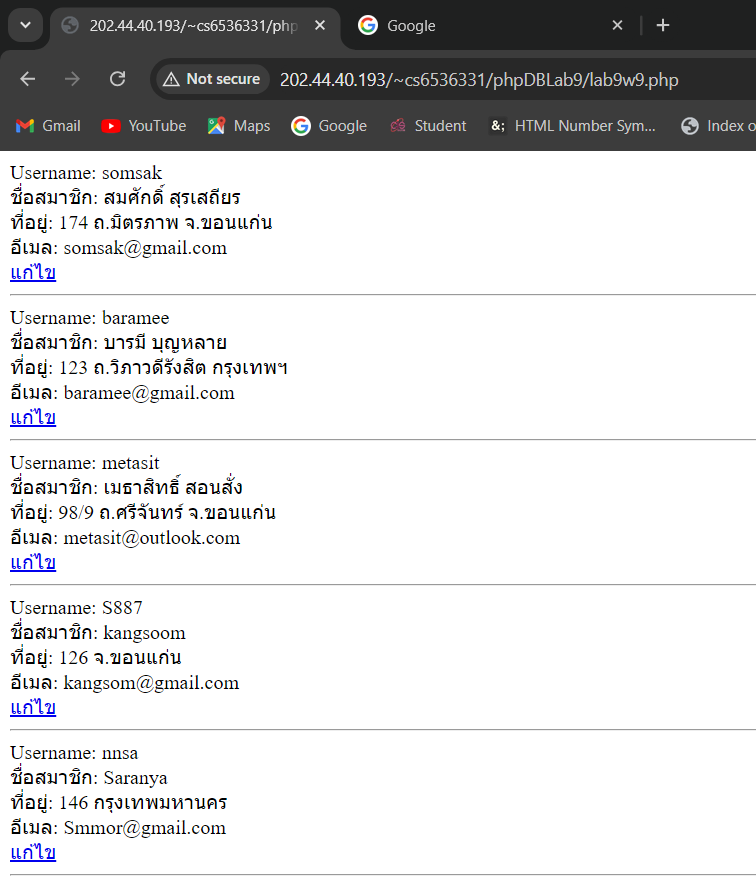 202.44.40.193/~cs6536331/php
Google
Not secure
202.44.40.193/~cs6536331/phpDBLab9/lab9w9.php
Gmail
YouTube
Maps
Google
Student
&;
HTML Number Sym...
Index o
Username: somsak
ชื่อสมาชิก: สมศักดิ์ สุรเสถียร
ที่อยู่: 174 ถ.มิตรภาพ จ.ขอนแก่น
อีเมล: somsak@gmail.com
แก้ไข
Username: baramee
ชื่อสมาชิก: บารมี บุญหลาย
ที่อยู่: 123 ถ.วิภาวดีรังสิต กรุงเทพฯ
อีเมล: baramee@gmail.com
แก้ไข
Username: metasit
ชื่อสมาชิก: เมธาสิทธิ์ สอนสั่ง
ที่อยู่: 98/9 ถ.ศรีจันทร์ จ.ขอนแก่น
อีเมล: metasit@outlook.com
แก้ไข
Username: S887
ชื่อสมาชิก: kangsoom
ที่อยู่: 126 จ.ขอนแก่น
อีเมล: kangsom@gmail.com
แก้ไข
Username: nnsa
ชื่อสมาชิก: Saranya
ที่อยู่: 146 กรุงเทพมหานคร
อีเมล: Smmor@gmail.com
แก้ไข